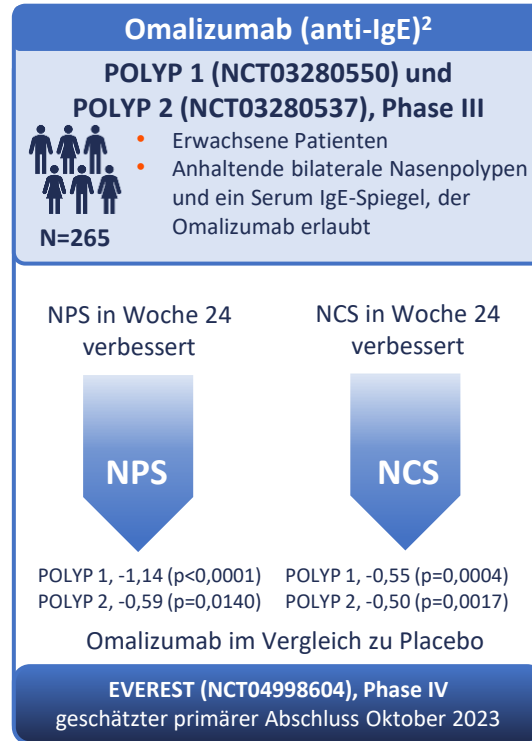 Omalizumab (anti-IgE)²
POLYP 1 (NCT03280550) und
POLYP 2 (NCT03280537), Phase III
N=265
• Erwachsene Patienten
• Anhaltende bilaterale Nasenpolypen
und ein Serum IgE-Spiegel, der
Omalizumab erlaubt
NPS in Woche 24
verbessert
NPS
POLYP 1, -1,14 (p<0,0001)
POLYP 2, -0,59 (p=0,0140)
NCS in Woche 24
verbessert
NCS
POLYP 1, -0,55 (p=0,0004)
POLYP 2, -0,50 (p=0,0017)
Omalizumab im Vergleich zu Placebo
EVEREST (NCT04998604), Phase IV
geschätzter primärer Abschluss Oktober 2023